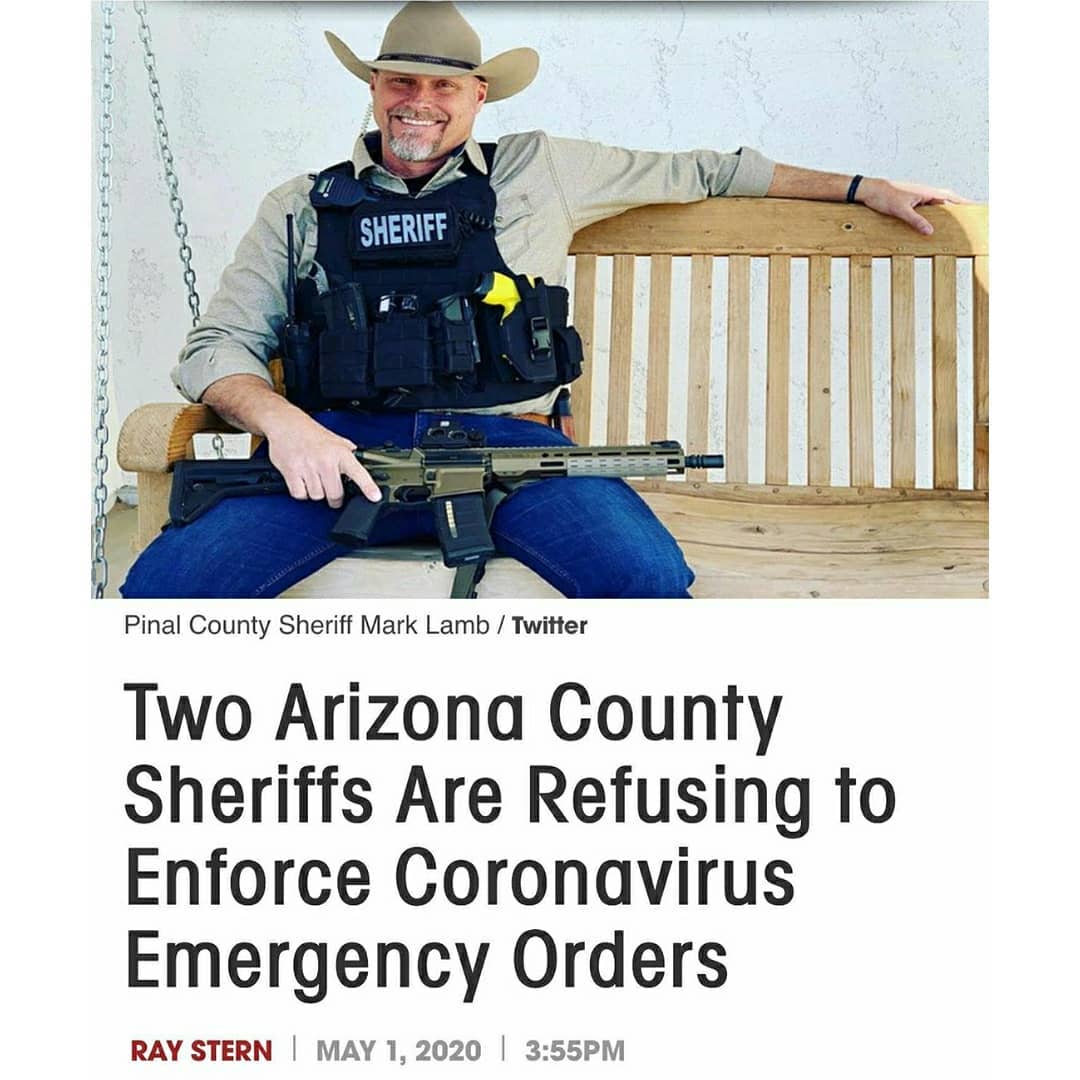 SHERIFF
Pinal County Sheriff Mark Lamb / Twitter
Two Arizona County
Sheriffs Are Refusing to
Enforce Coronavirus
Emergency Orders
RAY STERN | MAY 1, 2020 | 3:55PM